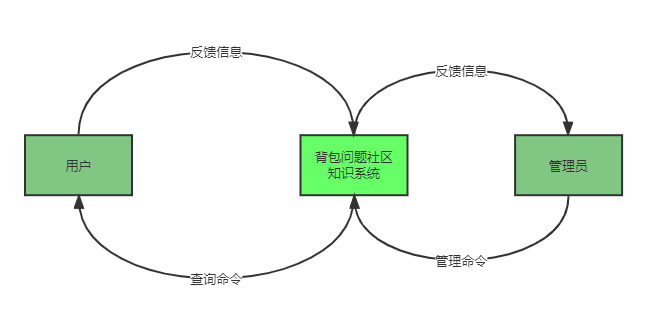 反馈信息
反馈信息
用户
背包问题社区
知识系统
管理员
管理命令
查询命令